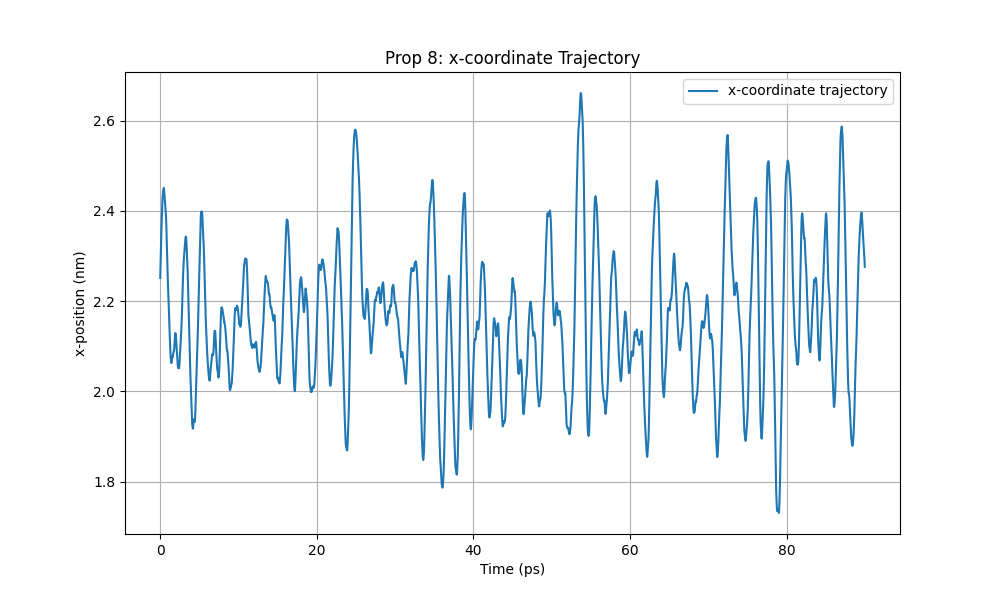 Prop 8: x-coordinate Trajectory
x-coordinate trajectory
2.6
2.4
2.2
2.0
1.8
x-position (nm)
0 20 40 60 80
Time (ps)